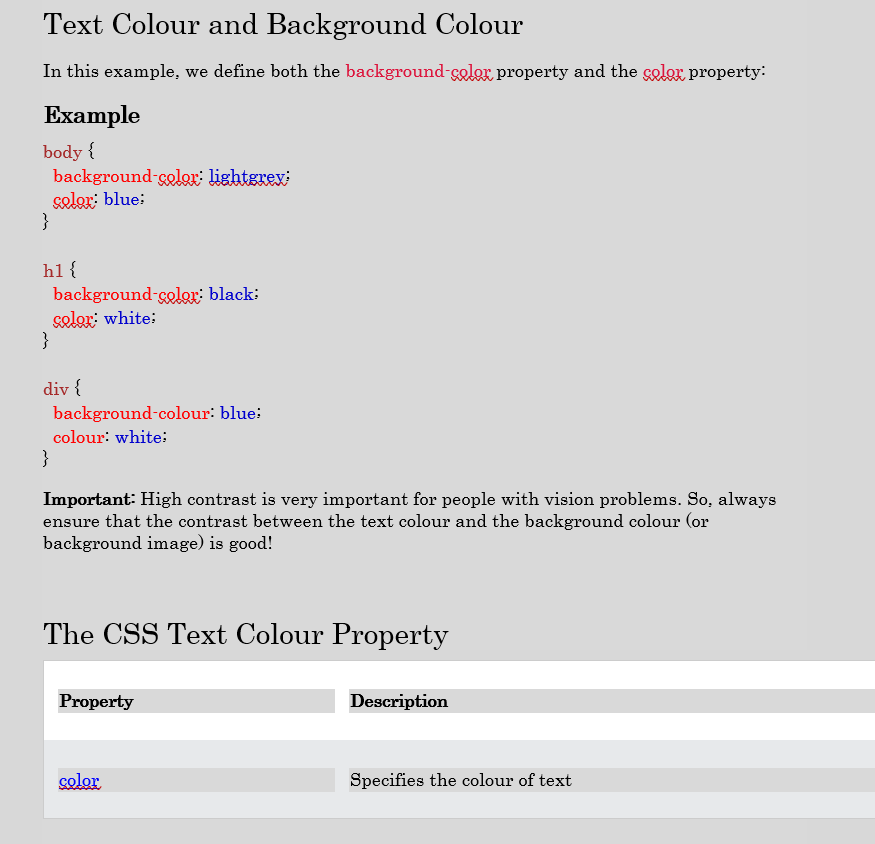 Text Colour and Background Colour
In this example, we define both the background-color property and the color property:
Example
body {
background-color: lightgrey;
color: blue;
}
h1 {
background-color: black;
color: white;
}
div {
background-colour: blue;
colour: white;
}
Important: High contrast is very important for people with vision problems. So, always
ensure that the contrast between the text colour and the background colour (or
background image) is good!
The CSS Text Colour Property
Property Description
color Specifies the colour of text